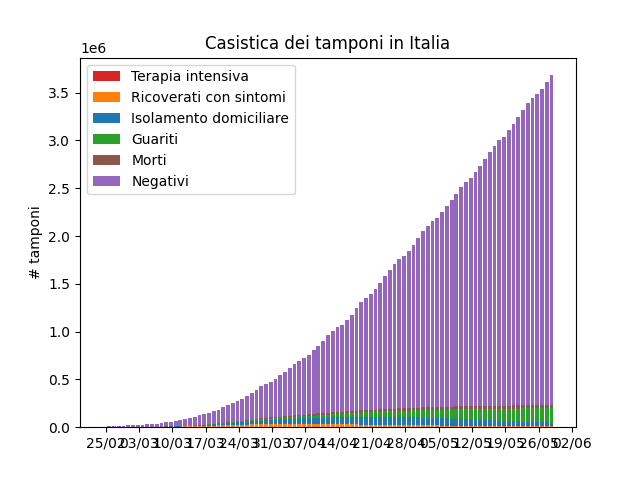 Casistica dei tamponi in Italia
1e6
Terapia intensiva
Ricoverati con sintomi
Isolamento domiciliare
Guariti
Morti
Negativi
3.5
3.0
2.5
2.0
1.5
1.0
0.5
0.0
# tamponi
25/02 03/03 10/03 17/03 24/03 31/03 07/04 14/04 21/04 28/04 05/05 12/05 19/05 26/05 02/06